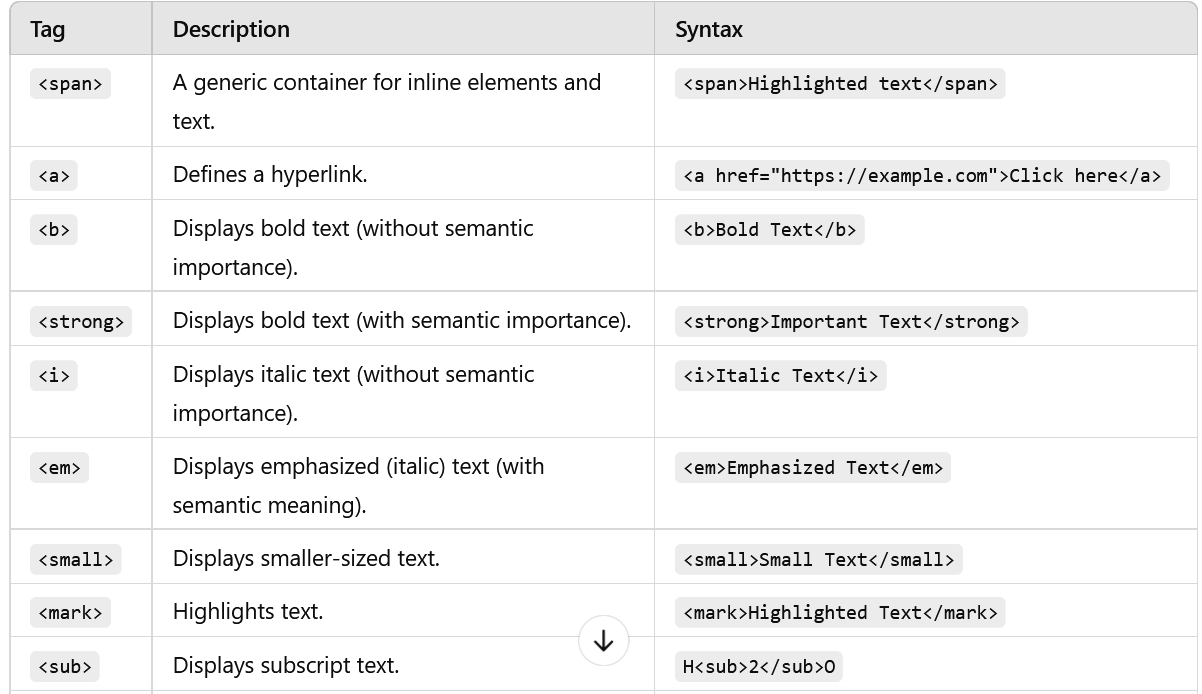 Tag Description Syntax
<span> A generic container for inline elements and <span>Highlighted text</span>
text.
<a> Defines a hyperlink. <a href="https://example.com">Click here</a>
<b> Displays bold text (without semantic <b>Bold Text</b>
importance).
<strong> Displays bold text (with semantic importance). <strong>Important Text</strong>
<i> Displays italic text (without semantic <i>Italic Text</i>
importance).
<em> Displays emphasized (italic) text (with <em>Emphasized Text</em>
semantic meaning).
<small> Displays smaller-sized text. <small>Small Text</small>
<mark> Highlights text. <mark>Highlighted Text</mark>
<sub> Displays subscript text. H<sub>2</sub>O